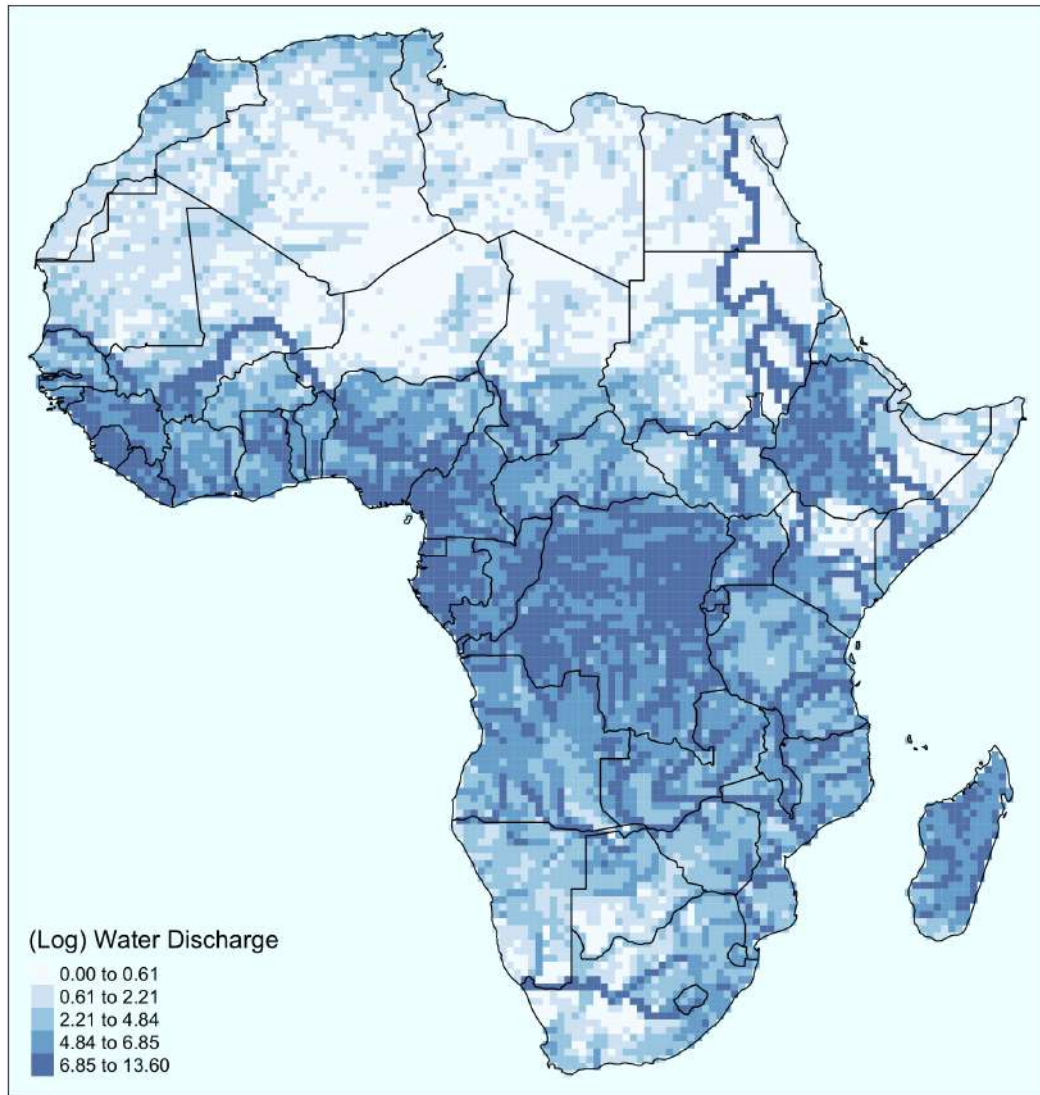 (Log) Water Discharge
0.00 to 0.61
0.61 to 2.21
2.21 to 4.84
4.84 to 6.85
6.85 to 13.60